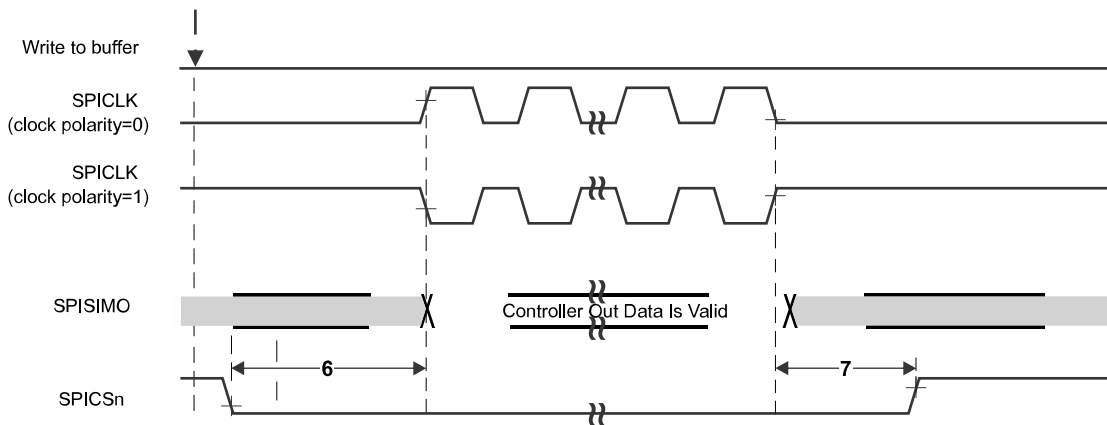 Write to buffer
SPICLK
(clock polarity=0)
SPICLK
(clock polarity=1)
SPISIMO
Controller Out Data Is Valid
6
7
SPICSn